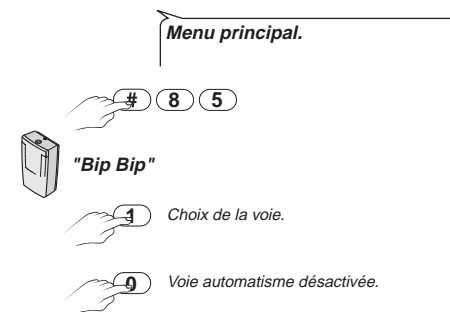 Menu principal.
# 8 5
"Bip Bip"
1 Choix de la voie.
0 Voie automatisme désactivée.